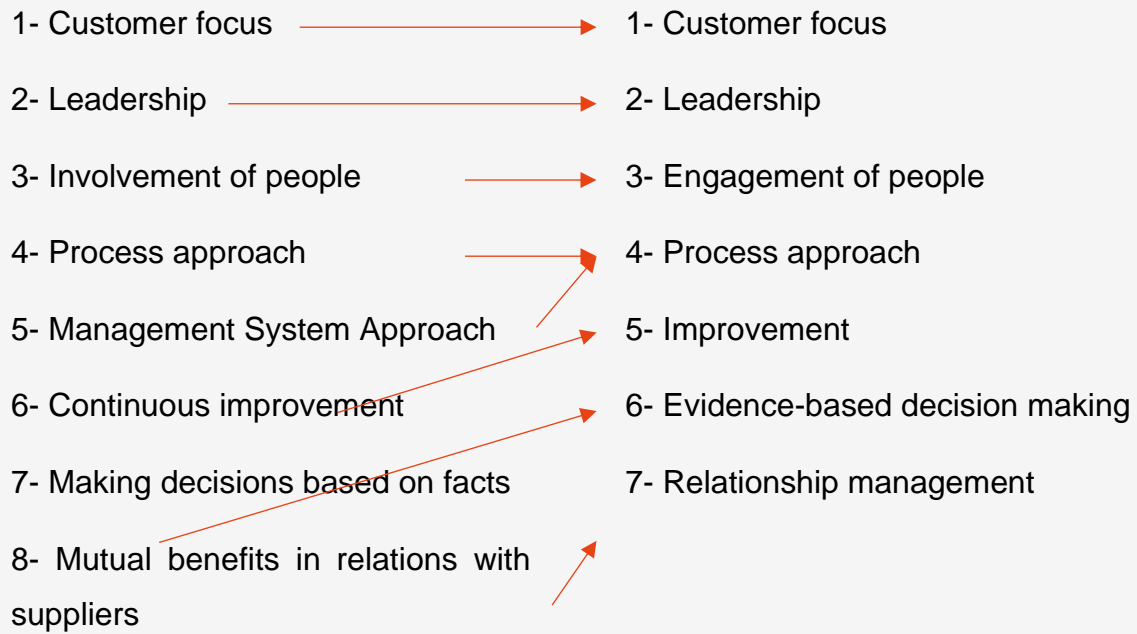 1- Customer focus
1- Customer focus
2- Leadership
2- Leadership
3- Involvement of people
3- Engagement of people
4- Process approach
4- Process approach
5- Management System Approach
5- Improvement
6- Continuous improvement
6- Evidence-based decision making
7- Making decisions based on facts
7- Relationship management
8- Mutual benefits in relations with
suppliers